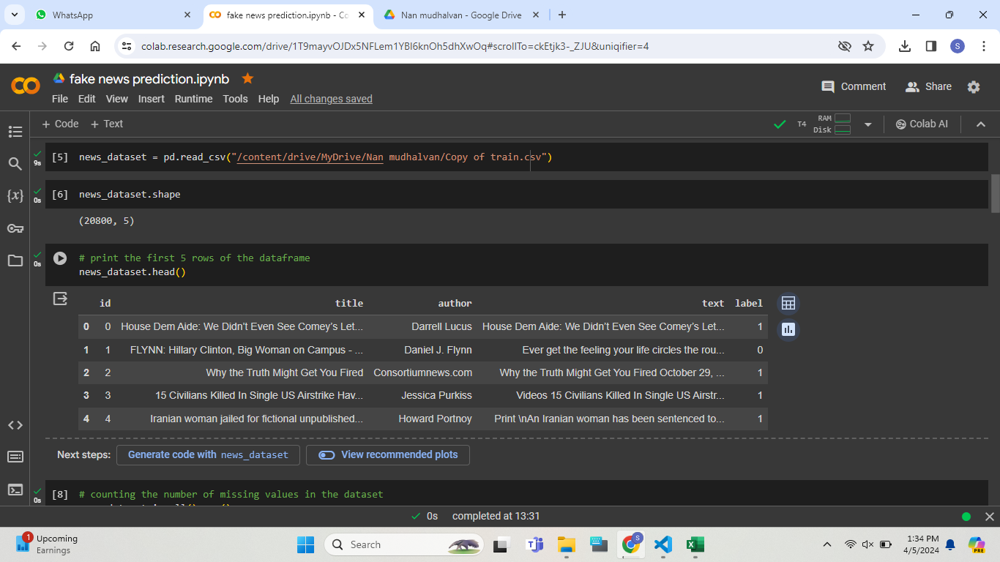 WhatsApp
fake news prediction.ipynb - Co
Nan mudhalvan - Google Drive
colab.research.google.com/drive/1T9mayvOJDx5NFLem1YBl6knOh5dhXwOq#scrollTo=ckEtjk3-_ZJU&uniqifier=4
S
fake news prediction.ipynb
File Edit View Insert Runtime Tools Help All changes saved
Comment Share
+ Code + Text
T4 RAM Disk
Colab AI
9s [5] news_dataset = pd.read_csv("/content/drive/MyDrive/Nan mudhalvan/Copy of train.csv")
0s [6] news_dataset.shape
(20800, 5)
0s # print the first 5 rows of the dataframe
news_dataset.head()
id title author text label
0 0 House Dem Aide: We Didn’t Even See Comey’s Let... Darrell Lucus House Dem Aide: We Didn’t Even See Comey’s Let... 1
1 1 FLYNN: Hillary Clinton, Big Woman on Campus - ... Daniel J. Flynn Ever get the feeling your life circles the rou... 0
2 2 Why the Truth Might Get You Fired Consortiumnews.com Why the Truth Might Get You Fired October 29, ... 1
3 3 15 Civilians Killed In Single US Airstrike Hav... Jessica Purkiss Videos 15 Civilians Killed In Single US Airstr... 1
4 4 Iranian woman jailed for fictional unpublished... Howard Portnoy Print \nAn Iranian woman has been sentenced to... 1
Next steps: Generate code with news_dataset View recommended plots
0s [8] # counting the number of missing values in the dataset
0s completed at 13:31
1 Upcoming
Earnings
Search
S
PRE
1:34 PM
4/5/2024